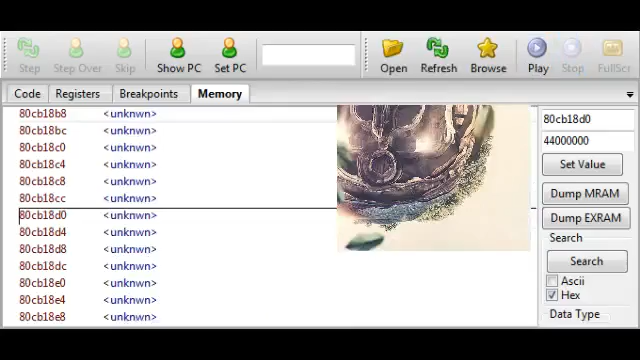 Step Step Over Skip Show PC Set PC Open Refresh Browse Play Stop FullScr
Code Registers Breakpoints Memory
80cb18b8 <unknwn>
80cb18bc <unknwn>
80cb18c0 <unknwn>
80cb18c4 <unknwn>
80cb18c8 <unknwn>
80cb18cc <unknwn>
80cb18d0 <unknwn>
80cb18d4 <unknwn>
80cb18d8 <unknwn>
80cb18dc <unknwn>
80cb18e0 <unknwn>
80cb18e4 <unknwn>
80cb18e8 <unknwn>
80cb18d0
44000000
Set Value
Dump MRAM
Dump EXRAM
Search
Search
Ascii
Hex
Data Type